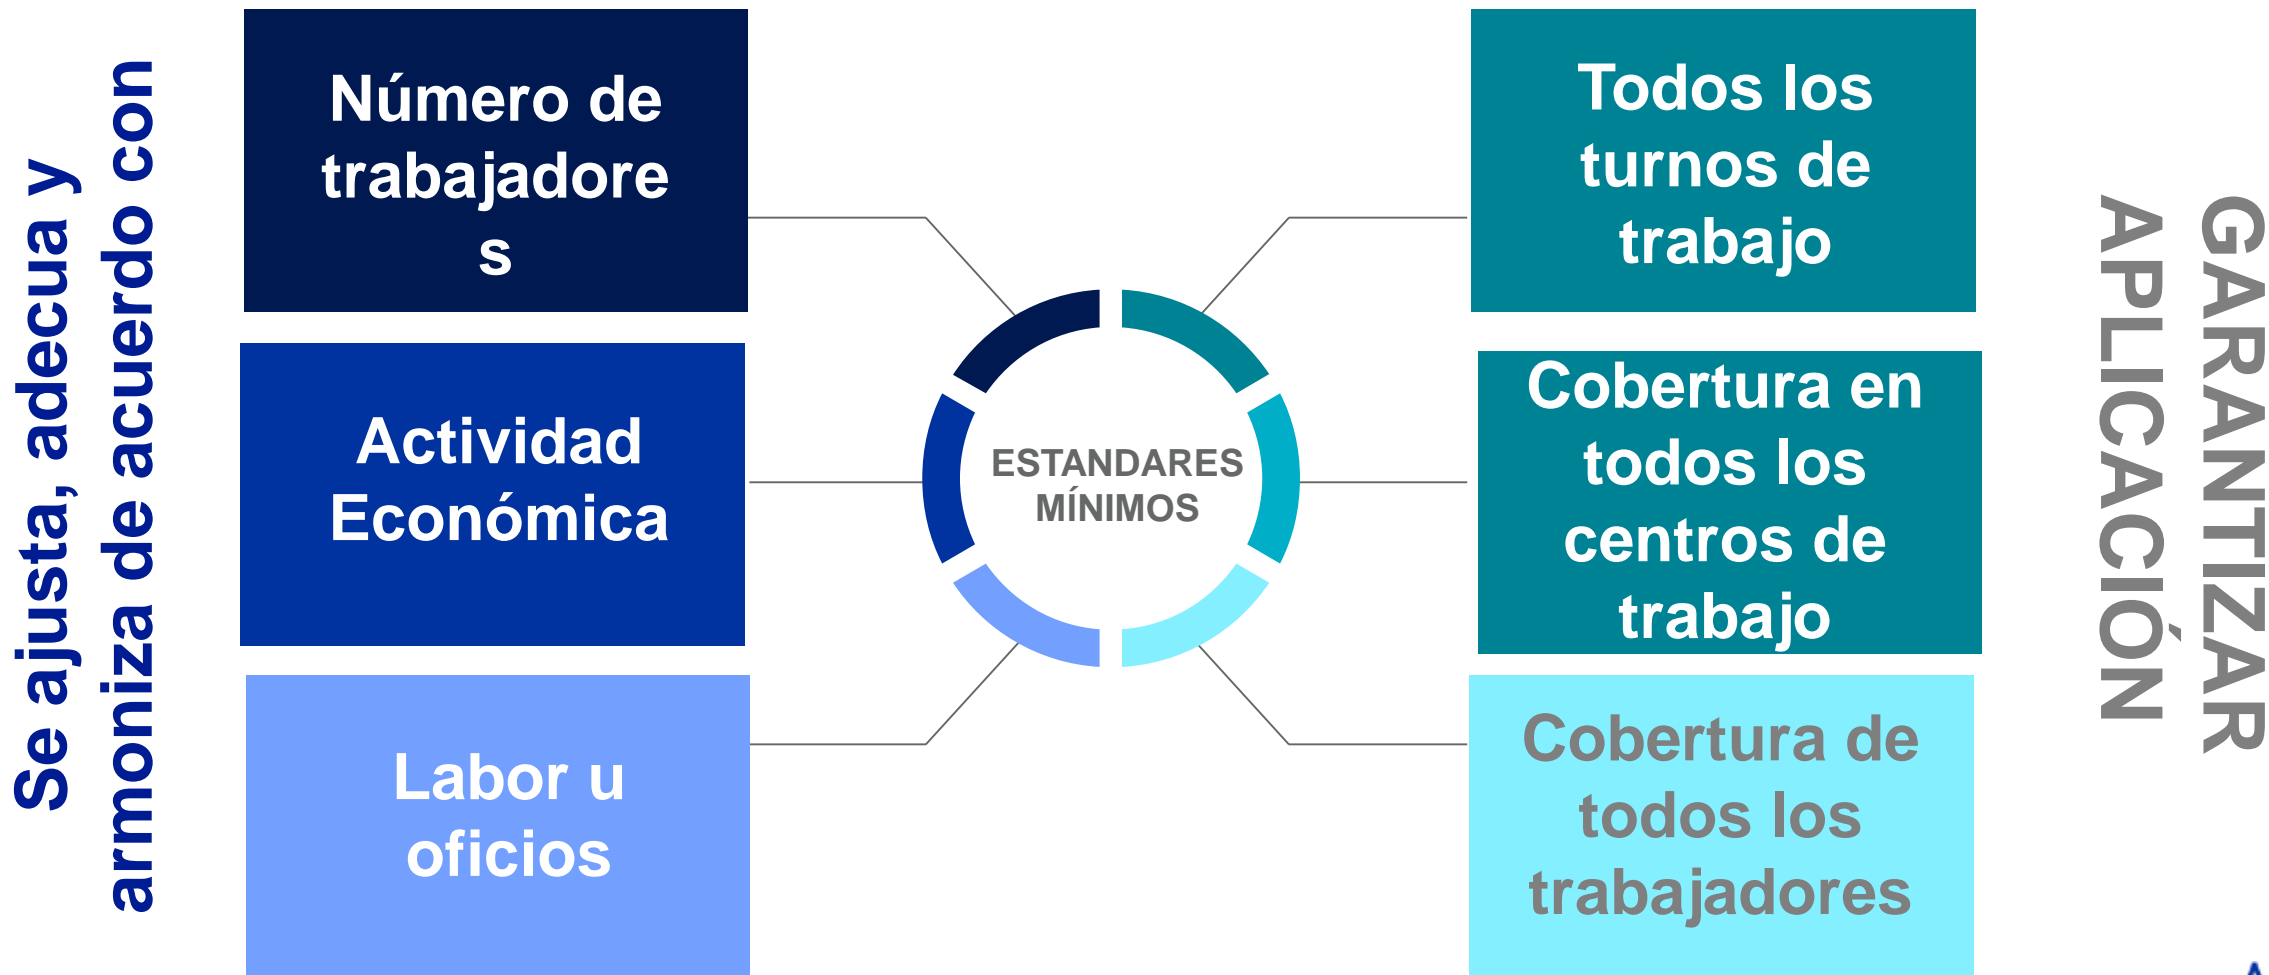 Se ajusta, adecua y
armoniza de acuerdo con
Número de
trabajadore
s
Actividad
Económica
Labor u
oficios
ESTANDARES
MÍNIMOS
Todos los
turnos de
trabajo
Cobertura en
todos los
centros de
trabajo
Cobertura de
todos los
trabajadores
GARANTIZAR
APLICACIÓN